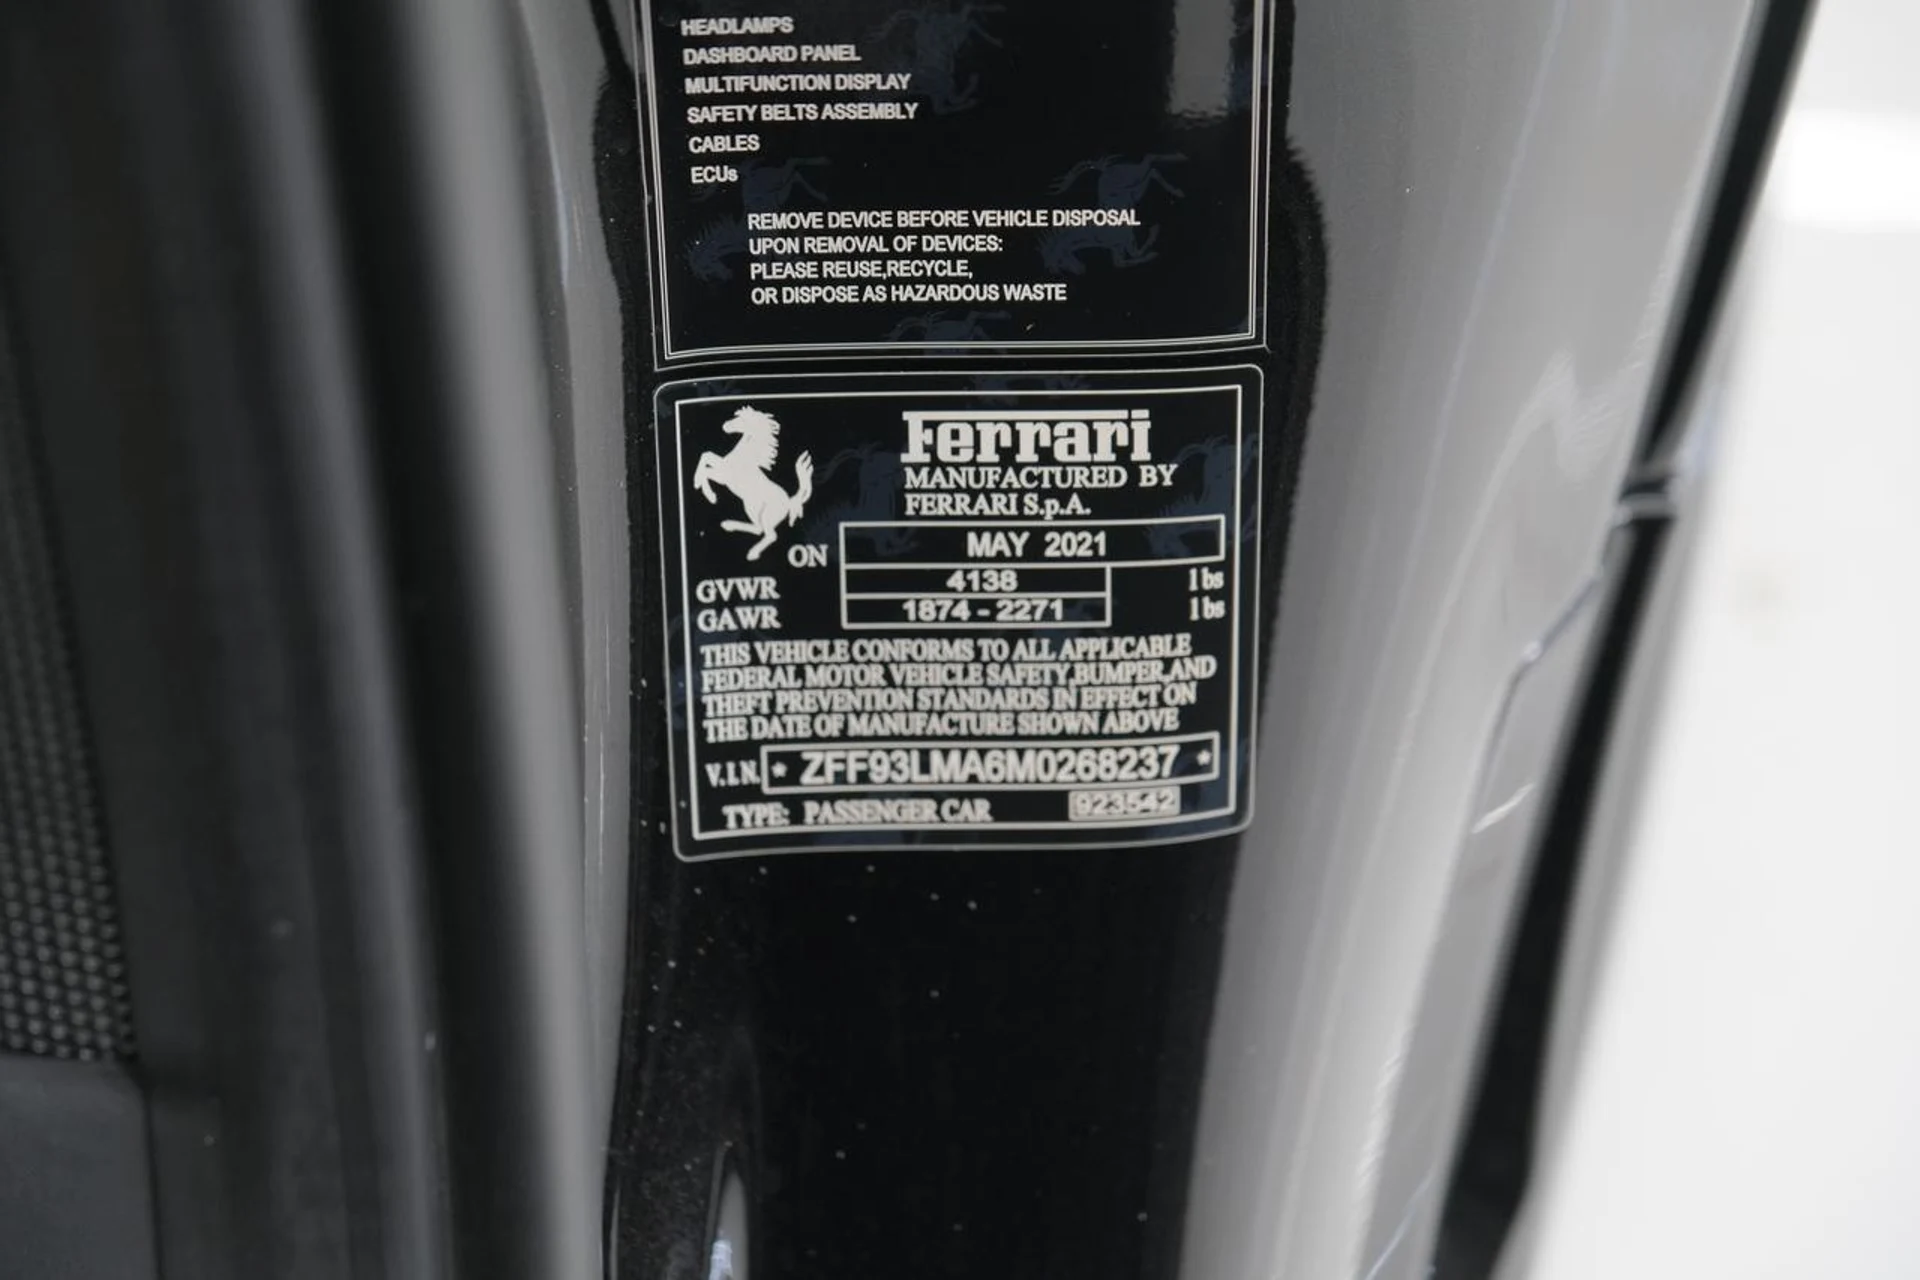 HEADLAMPS
DASHBOARD PANEL
MULTIFUNCTION DISPLAY
SAFETY BELTS ASSEMBLY
CABLES
ECUs
REMOVE DEVICE BEFORE VEHICLE DISPOSAL
UPON REMOVAL OF DEVICES:
PLEASE REUSE,RECYCLE,
OR DISPOSE AS HAZARDOUS WASTE
Ferrari
MANUFACTURED BY
FERRARI S.p.A.
ON MAY 2021
GVWR 4138 lbs
GAWR 1874 - 2271 lbs
THIS VEHICLE CONFORMS TO ALL APPLICABLE
FEDERAL MOTOR VEHICLE SAFETY,BUMPER,AND
THEFT PREVENTION STANDARDS IN EFFECT ON
THE DATE OF MANUFACTURE SHOWN ABOVE
V.I.N. * ZFF93LMA6M0268237 *
TYPE: PASSENGER CAR 923542